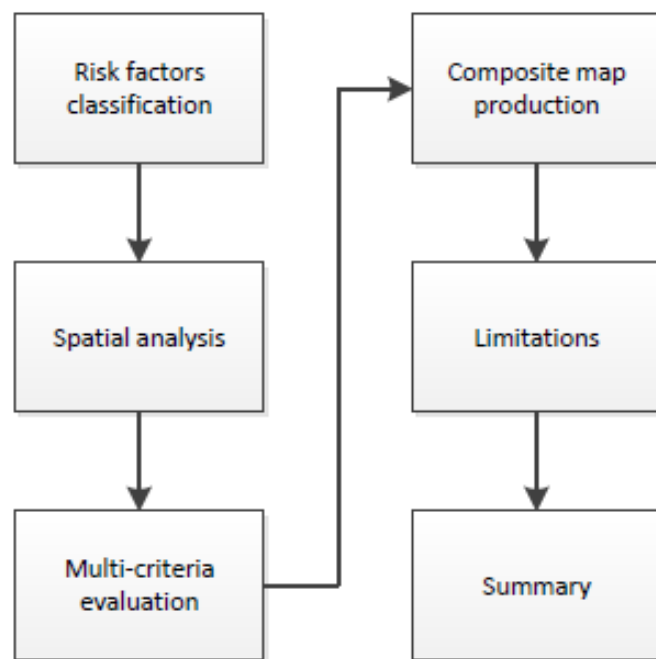 Risk factors
classification
Spatial analysis
Multi-criteria
evaluation
Composite map
production
Limitations
Summary